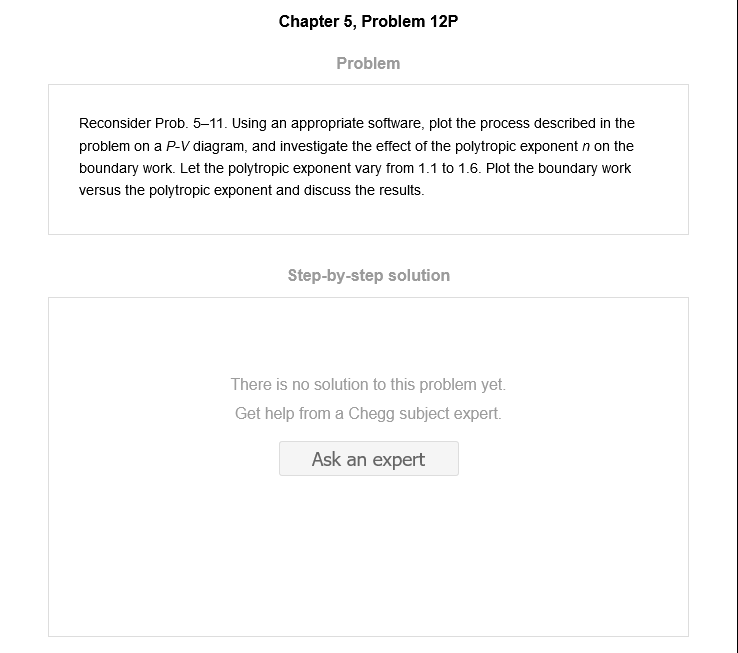 Chapter 5, Problem 12P
Problem
Reconsider Prob. 5–11. Using an appropriate software, plot the process described in the
problem on a P-V diagram, and investigate the effect of the polytropic exponent n on the
boundary work. Let the polytropic exponent vary from 1.1 to 1.6. Plot the boundary work
versus the polytropic exponent and discuss the results.
Step-by-step solution
There is no solution to this problem yet.
Get help from a Chegg subject expert.
Ask an expert